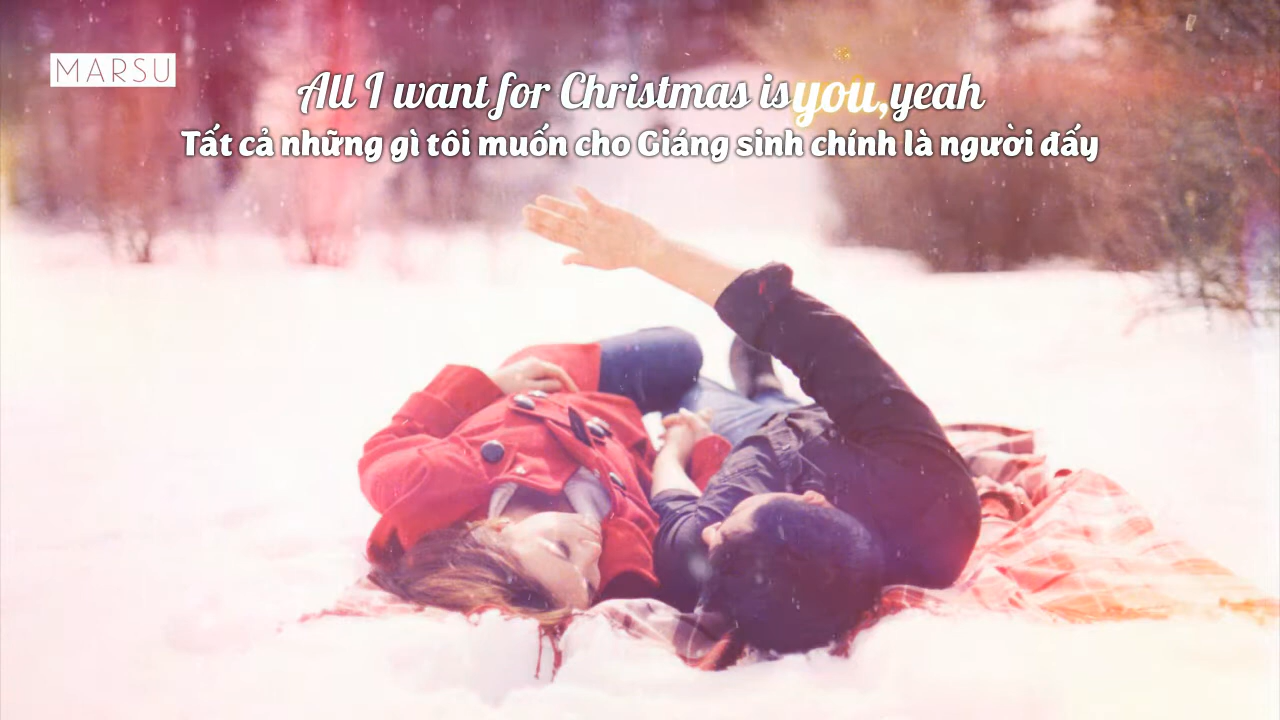 MARSU
All I want for Christmas is you, yeah
Tất cả những gì tôi muốn cho Giáng sinh chính là người đấy